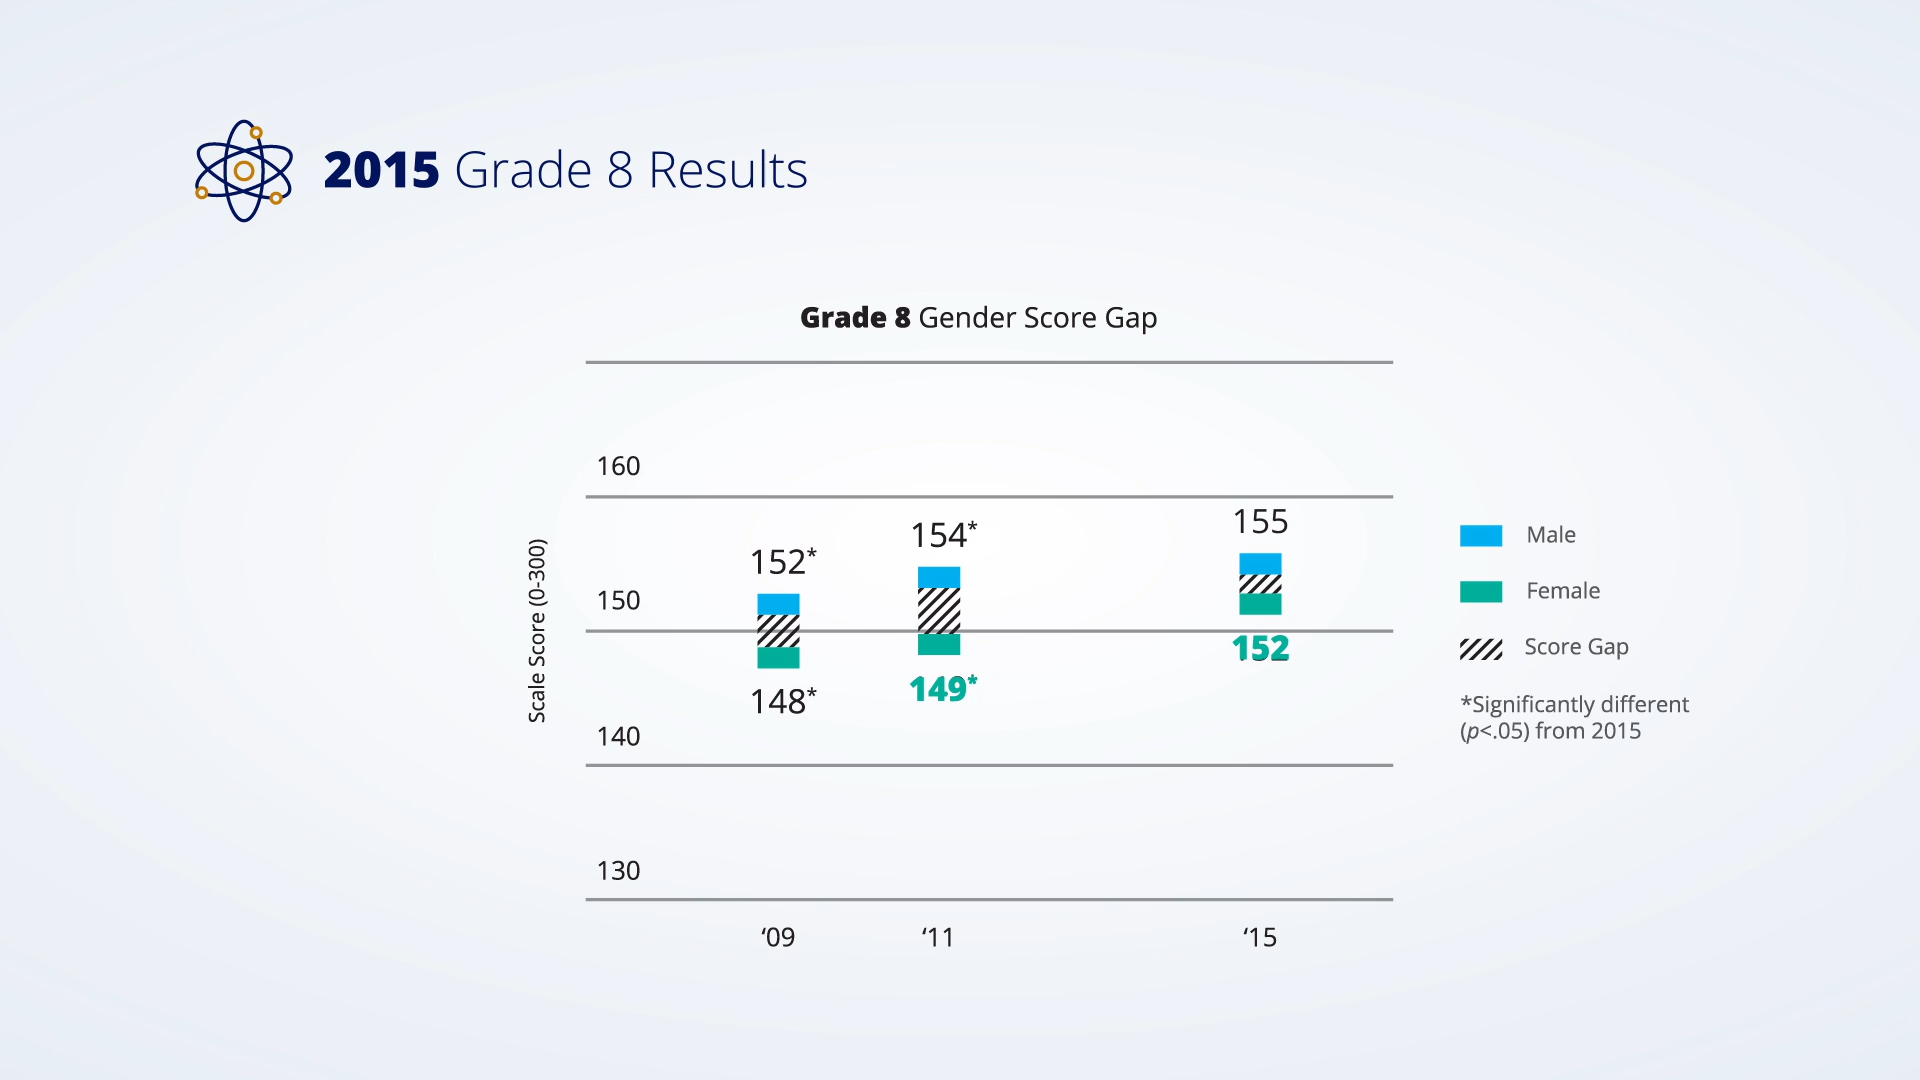 2015 Grade 8 Results
Grade 8 Gender Score Gap
Scale Score (0-300)
160
150
140
130
152*
148*
154*
149*
155
152
‘09
‘11
‘15
Male
Female
Score Gap
*Significantly different
(p<.05) from 2015